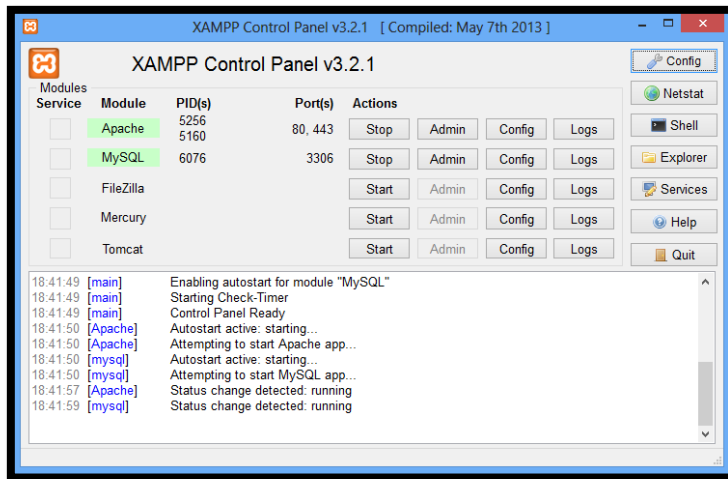 XAMPP Control Panel v3.2.1 [ Compiled: May 7th 2013 ]
XAMPP Control Panel v3.2.1
Config
Modules
Netstat
Service Module PID(s) Port(s) Actions
Apache 5256 5160 80, 443 Stop Admin Config Logs
Shell
MySQL 6076 3306 Stop Admin Config Logs
Explorer
FileZilla Start Admin Config Logs
Services
Mercury Start Admin Config Logs
Help
Tomcat Start Admin Config Logs
Quit
18:41:49 [main] Enabling autostart for module "MySQL"
18:41:49 [main] Starting Check-Timer
18:41:49 [main] Control Panel Ready
18:41:50 [Apache] Autostart active: starting...
18:41:50 [Apache] Attempting to start Apache app...
18:41:50 [mysql] Autostart active: starting...
18:41:50 [mysql] Attempting to start MySQL app...
18:41:57 [Apache] Status change detected: running
18:41:59 [mysql] Status change detected: running